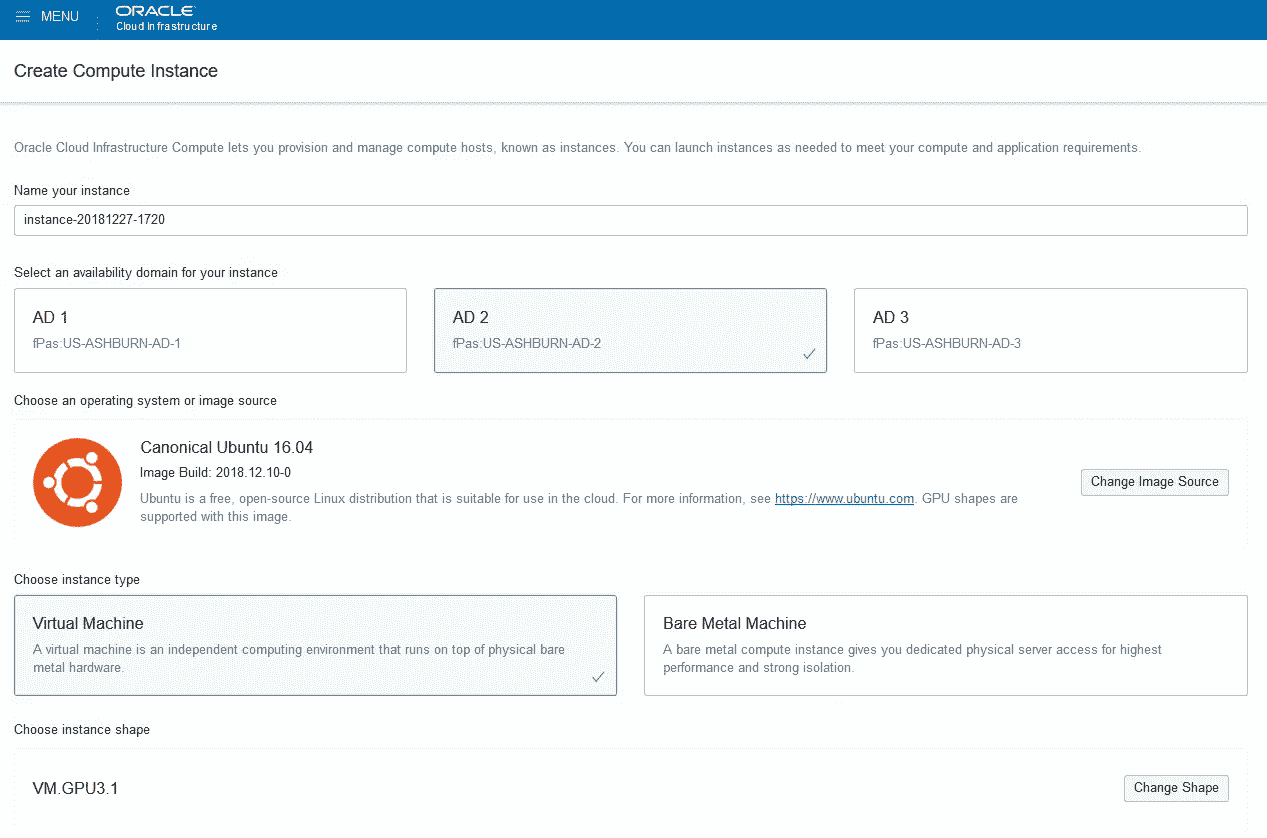 MENU
ORACLE
Cloud Infrastructure
Create Compute Instance
Oracle Cloud Infrastructure Compute lets you provision and manage compute hosts, known as instances. You can launch instances as needed to meet your compute and application requirements.
Name your instance
instance-20181227-1720
Select an availability domain for your instance
AD 1
fPas:US-ASHBURN-AD-1
AD 2
fPas:US-ASHBURN-AD-2
AD 3
fPas:US-ASHBURN-AD-3
Choose an operating system or image source
Canonical Ubuntu 16.04
Image Build: 2018.12.10-0
Ubuntu is a free, open-source Linux distribution that is suitable for use in the cloud. For more information, see https://www.ubuntu.com. GPU shapes are
supported with this image.
Change Image Source
Choose instance type
Virtual Machine
A virtual machine is an independent computing environment that runs on top of physical bare
metal hardware.
Bare Metal Machine
A bare metal compute instance gives you dedicated physical server access for highest
performance and strong isolation.
Choose instance shape
VM.GPU3.1
Change Shape